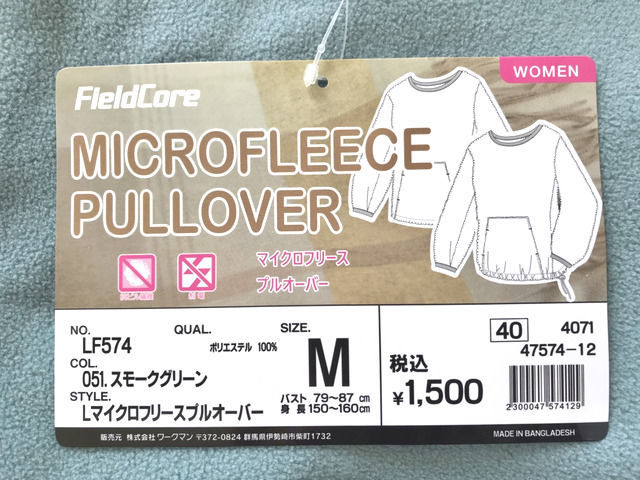 FieldCore
WOMEN
MICROFLEECE
PULLOVER
マイクロフリース
プルオーバー
NO.
LF574
QUAL.
ポリエステル 100%
COL.
051.スモークグリーン
STYLE.
Lマイクロフリースプルオーバー
SIZE.
M
バスト 79〜87 cm
身長 150〜160cm
40
4071
47574-12
税込
¥1,500
2300047574129
販売元 株式会社ワークマン 〒372-0824 群馬県伊勢崎市柴町1732
MADE IN BANGLADESH